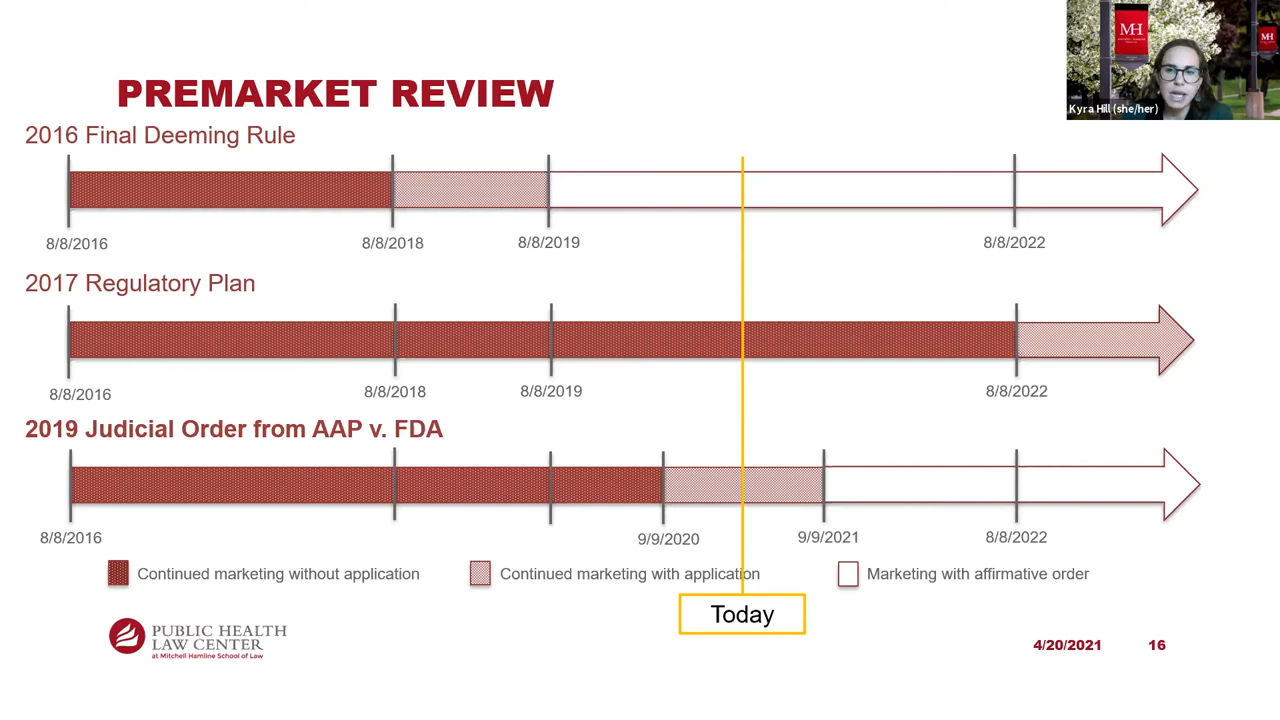 PREMARKET REVIEW
MH
MH
Kyra Hill (she/her)
2016 Final Deeming Rule
8/8/2016
8/8/2018
8/8/2019
8/8/2022
2017 Regulatory Plan
8/8/2016
8/8/2018
8/8/2019
8/8/2022
2019 Judicial Order from AAP v. FDA
8/8/2016
9/9/2020
9/9/2021
8/8/2022
Continued marketing without application
Continued marketing with application
Marketing with affirmative order
Today
PUBLIC HEALTH
LAW CENTER
at Mitchell Hamline School of Law
4/20/2021
16